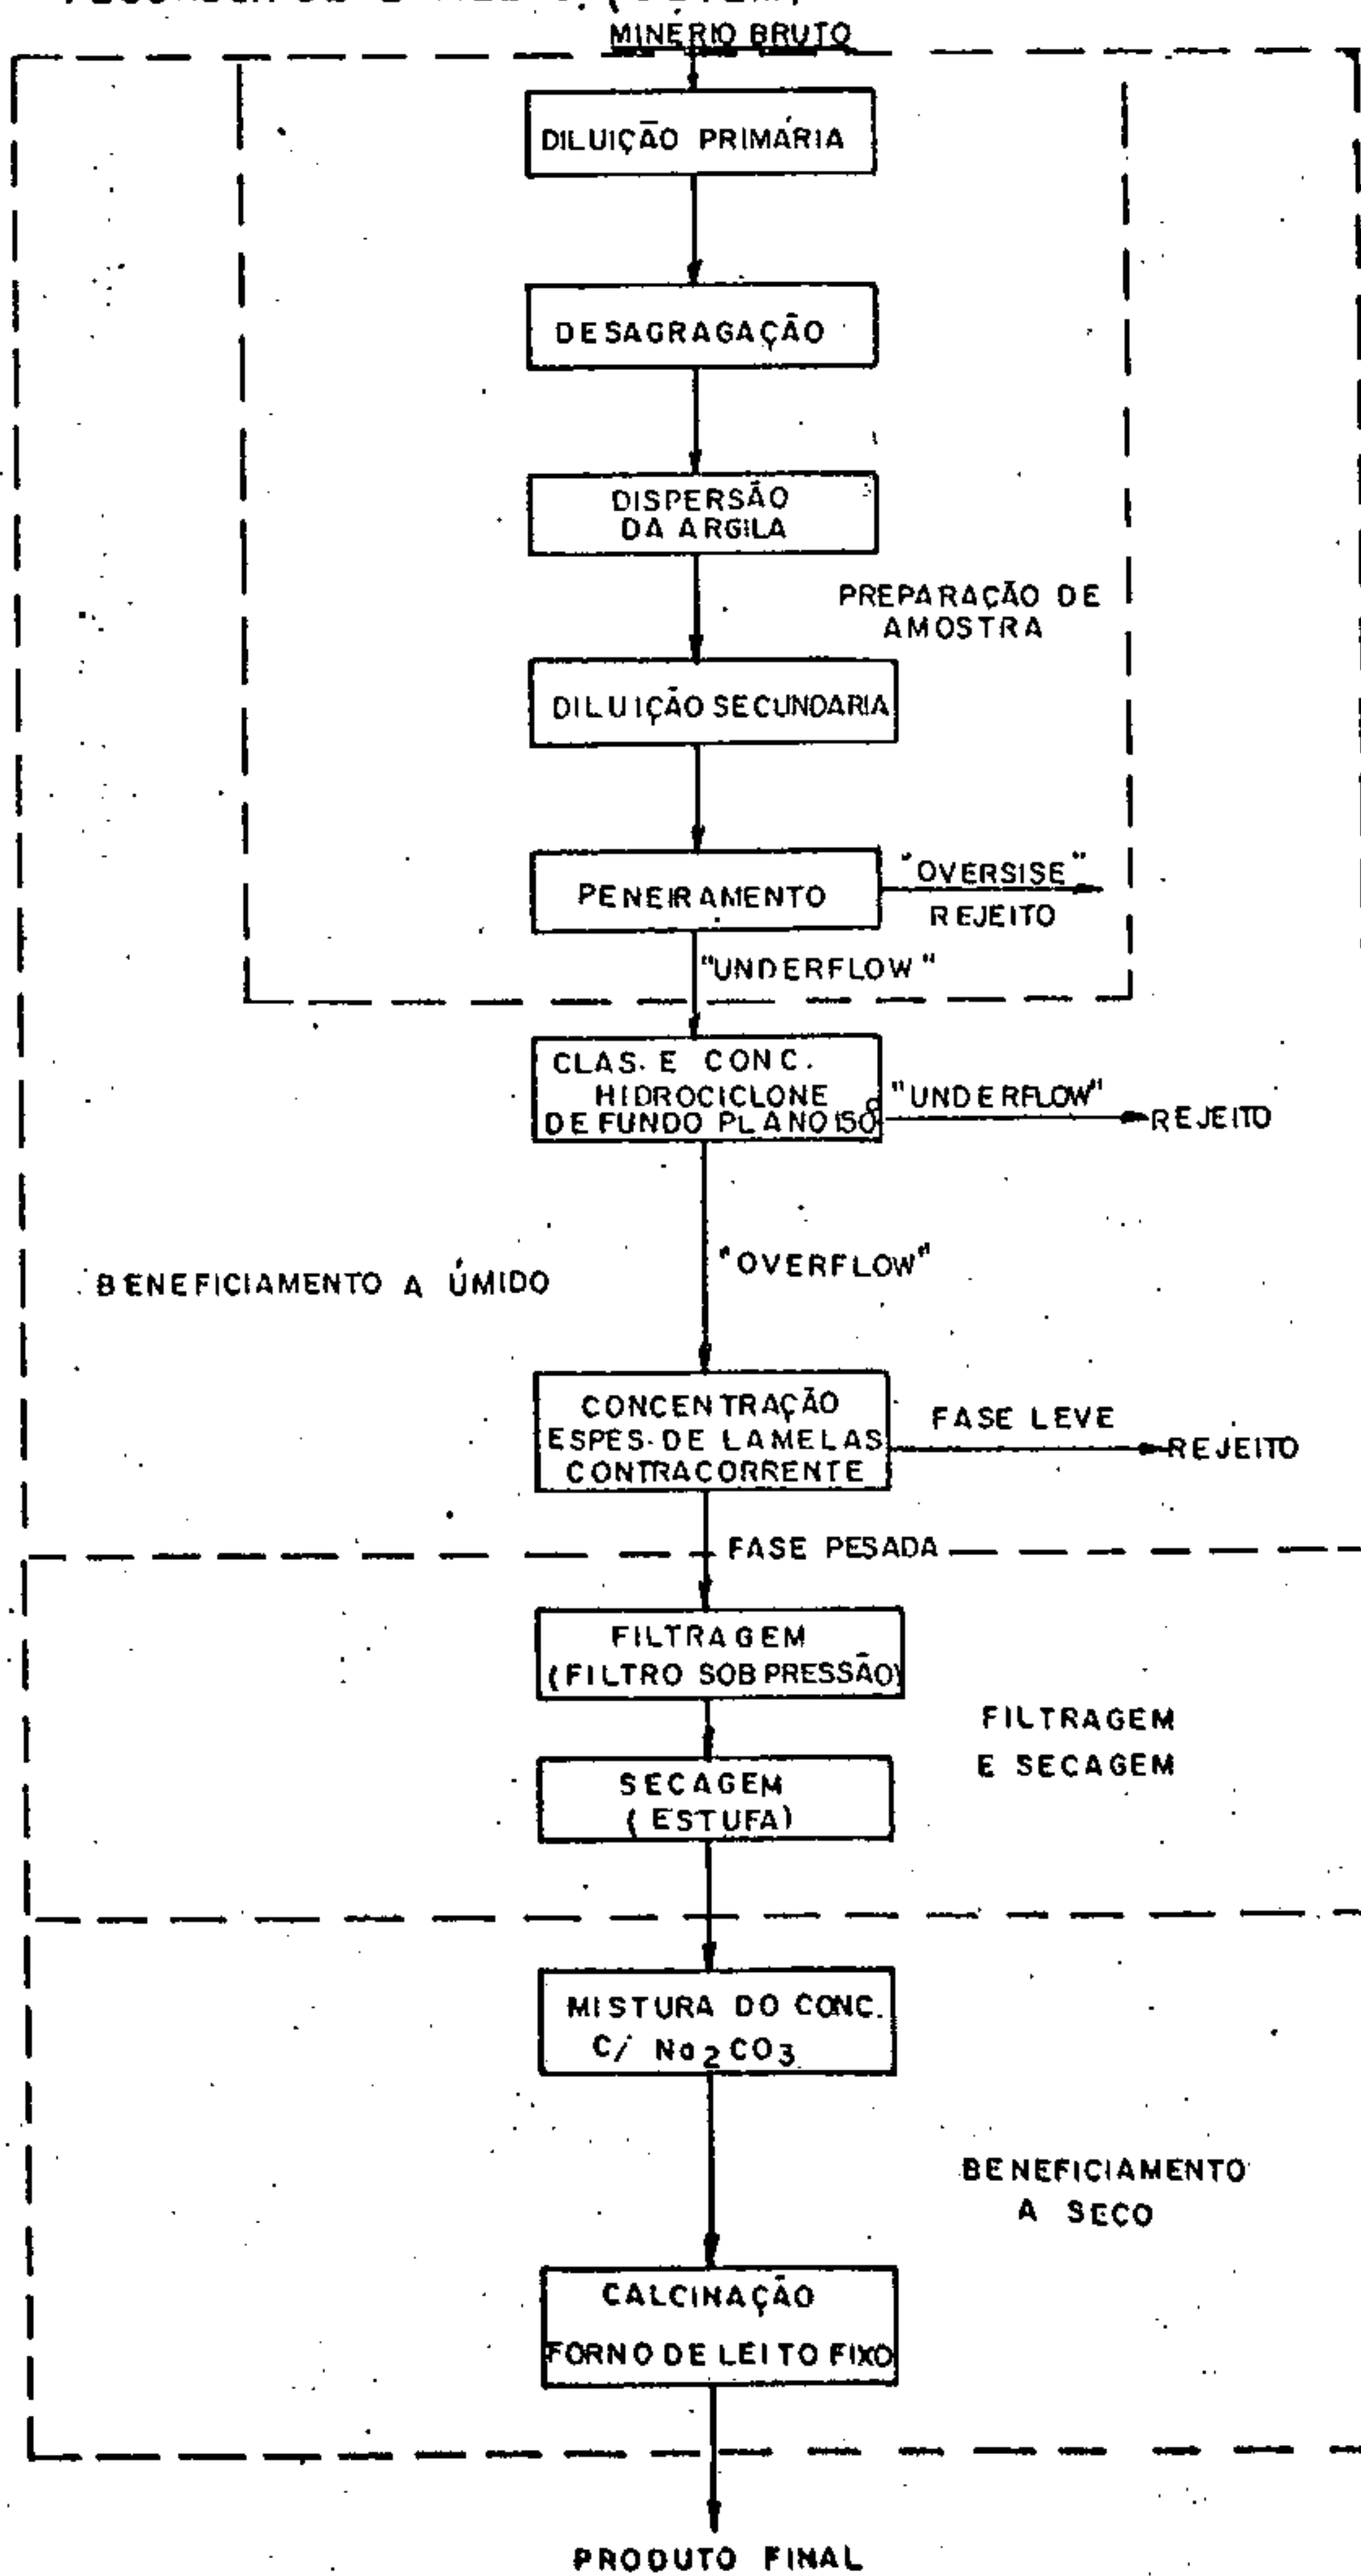 MINÉRIO BRUTO
DILUIÇÃO PRIMÁRIA
DESAGRAGAÇÃO
DISPERSÃO
DA ARGILA
PREPARAÇÃO DE
AMOSTRA
DILUIÇÃO SECUNDARIA
PENEIRAMENTO
"OVERSISE"
REJEITO
"UNDERFLOW"
CLAS. E CONC.
HIDROCICLONE
DE FUNDO PLANO 150º
"UNDERFLOW"
REJEITO
"OVERFLOW"
BENEFICIAMENTO A ÚMIDO
CONCENTRAÇÃO
ESPES. DE LAMELAS
CONTRACORRENTE
FASE LEVE
REJEITO
FASE PESADA
FILTRAGEM
(FILTRO SOB PRESSÃO)
FILTRAGEM
E SECAGEM
SECAGEM
(ESTUFA)
MISTURA DO CONC.
C/ Na2CO3
BENEFICIAMENTO
A SECO
CALCINAÇÃO
FORNO DE LEITO FIXO
PRODUTO FINAL